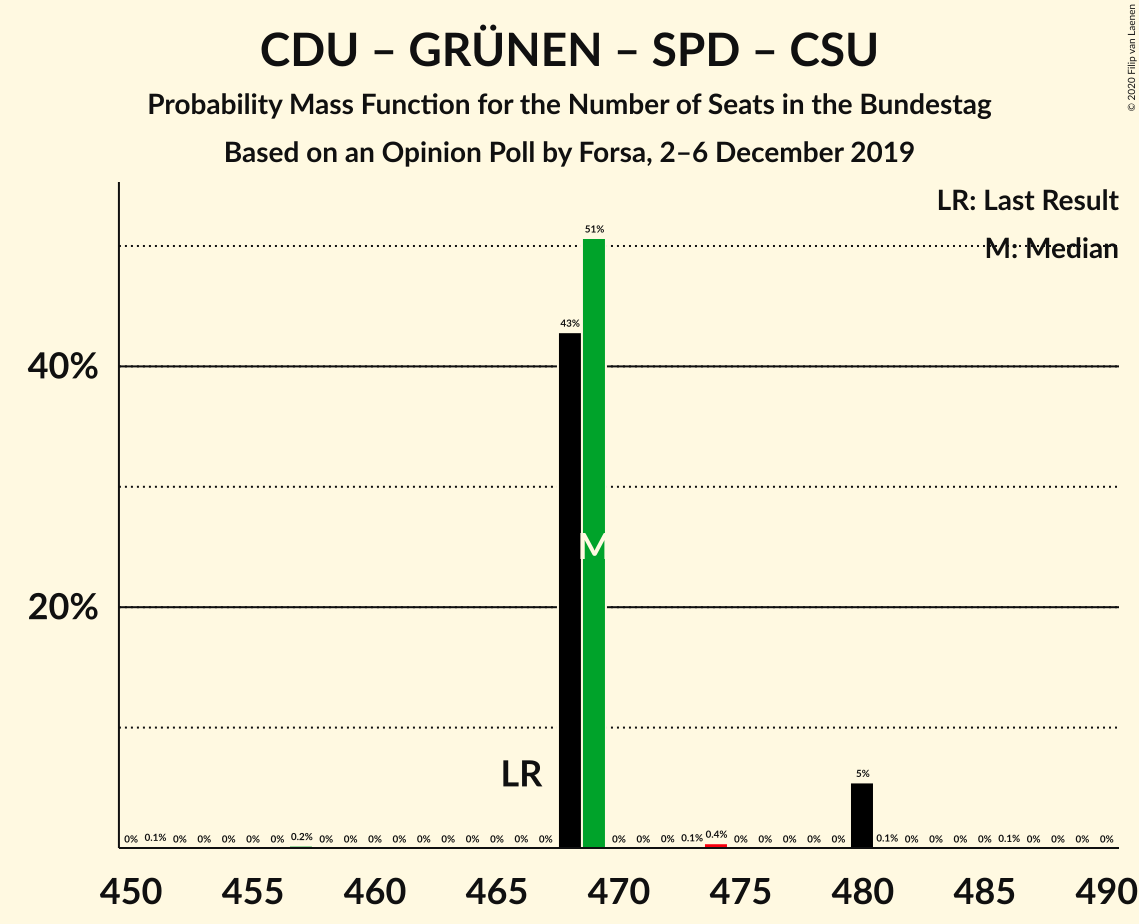 CDU – GRÜNEN – SPD – CSU
Probability Mass Function for the Number of Seats in the Bundestag
Based on an Opinion Poll by Forsa, 2–6 December 2019
© 2020 Filip van Laenen
LR: Last Result
M: Median
51%
43%
40%
M
20%
LR
5%
0% 0.1% 0% 0% 0% 0% 0% 0.2% 0% 0% 0% 0% 0% 0% 0% 0% 0% 0% 0% 0% 0% 0.1% 0.4% 0% 0% 0% 0% 0% 0.1% 0% 0% 0% 0% 0.1% 0% 0% 0% 0%
450 455 460 465 470 475 480 485 490